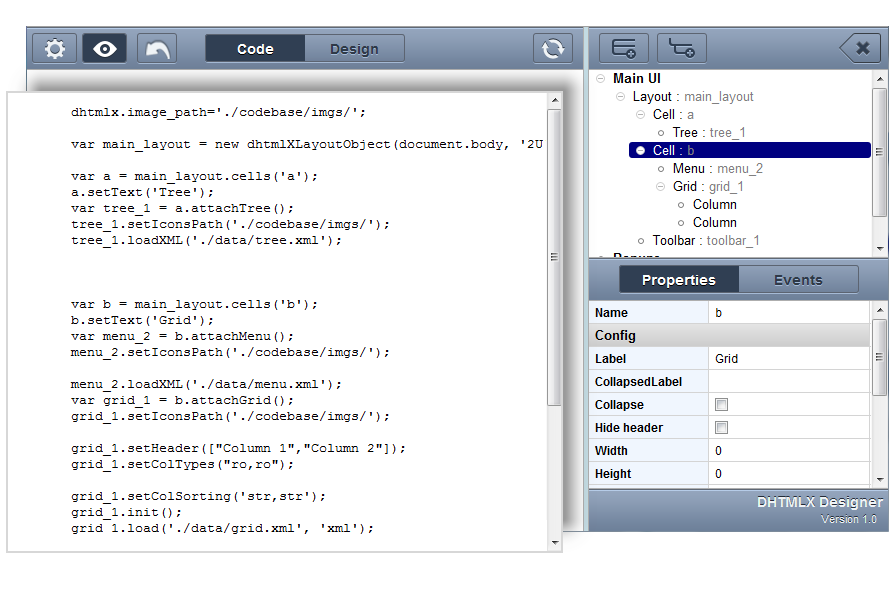 Code
Design
dhtmlx.image_path='./codebase/imgs/';
var main_layout = new dhtmlXLayoutObject(document.body, '2U
var a = main_layout.cells('a');
a.setText('Tree');
var tree_1 = a.attachTree();
tree_1.setIconsPath('./codebase/imgs/');
tree_1.loadXML('./data/tree.xml');
var b = main_layout.cells('b');
b.setText('Grid');
var menu_2 = b.attachMenu();
menu_2.setIconsPath('./codebase/imgs/');
menu_2.loadXML('./data/menu.xml');
var grid_1 = b.attachGrid();
grid_1.setIconsPath('./codebase/imgs/');
grid_1.setHeader(["Column 1","Column 2"]);
grid_1.setColTypes("ro,ro");
grid_1.setColSorting('str,str');
grid_1.init();
grid_1.load('./data/grid.xml', 'xml');
Main UI
Layout : main_layout
Cell : a
Tree : tree_1
Cell : b
Menu : menu_2
Grid : grid_1
Column
Column
Toolbar : toolbar_1
Properties
Events
Name b
Config
Label Grid
CollapsedLabel
Collapse
Hide header
Width 0
Height 0
DHTMLX Designer
Version 1.0